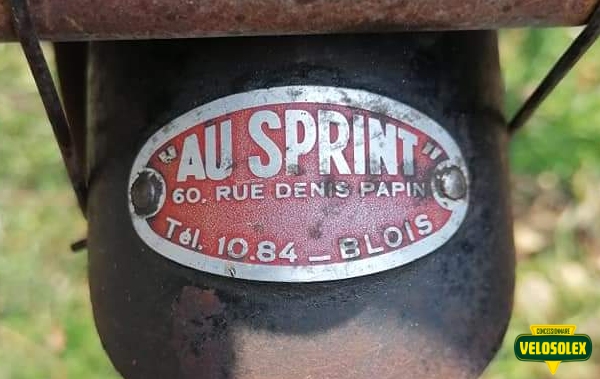 "AU SPRINT"
60, RUE DENIS PAPIN
Tél. 10.84 _ BLOIS
CONCESSIONNAIRE
VELOSOLEX